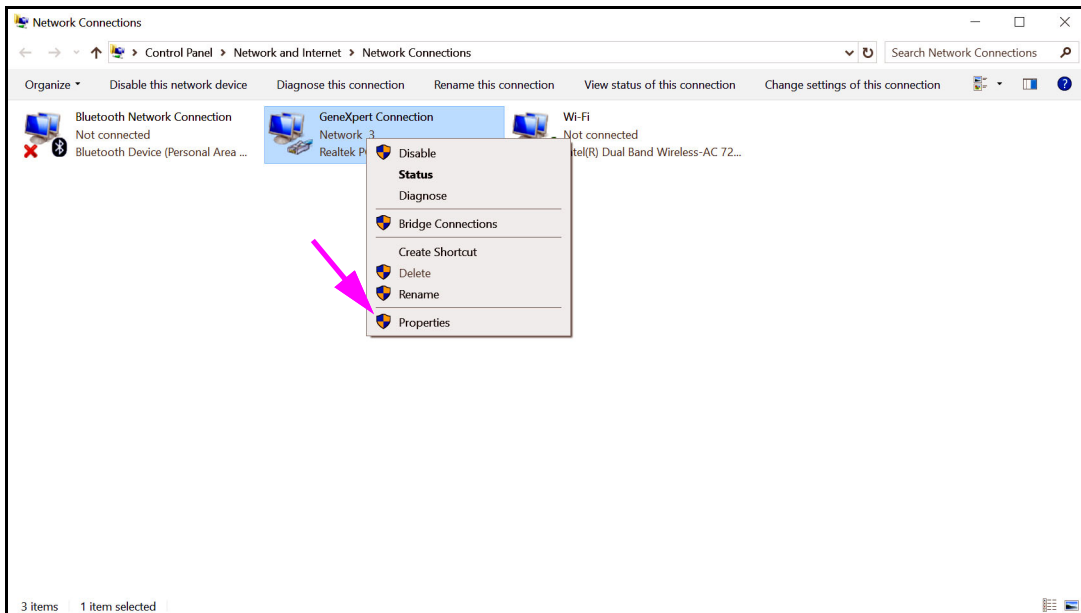 Network Connections
Control Panel > Network and Internet > Network Connections
Search Network Connections
Organize Disable this network device Diagnose this connection Rename this connection View status of this connection Change settings of this connection
Bluetooth Network Connection
Not connected
Bluetooth Device (Personal Area ...
GeneXpert Connection
Network 3
Realtek
Wi-Fi
Not connected
Dual Band Wireless-AC 72...
Disable
Status
Diagnose
Bridge Connections
Create Shortcut
Delete
Rename
Properties
3 items 1 item selected